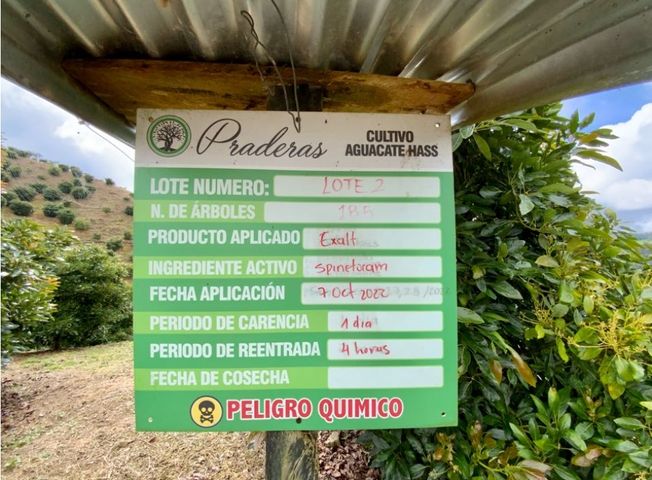 Praderas
CULTIVO
AGUACATE HASS
LOTE NUMERO: LOTE 2
N. DE ÁRBOLES 188
PRODUCTO APLICADO Exalt
INGREDIENTE ACTIVO spinetoram
FECHA APLICACIÓN 7 Oct 2022
PERIODO DE CARENCIA 1 dia
PERIODO DE REENTRADA 4 horas
FECHA DE COSECHA
PELIGRO QUIMICO